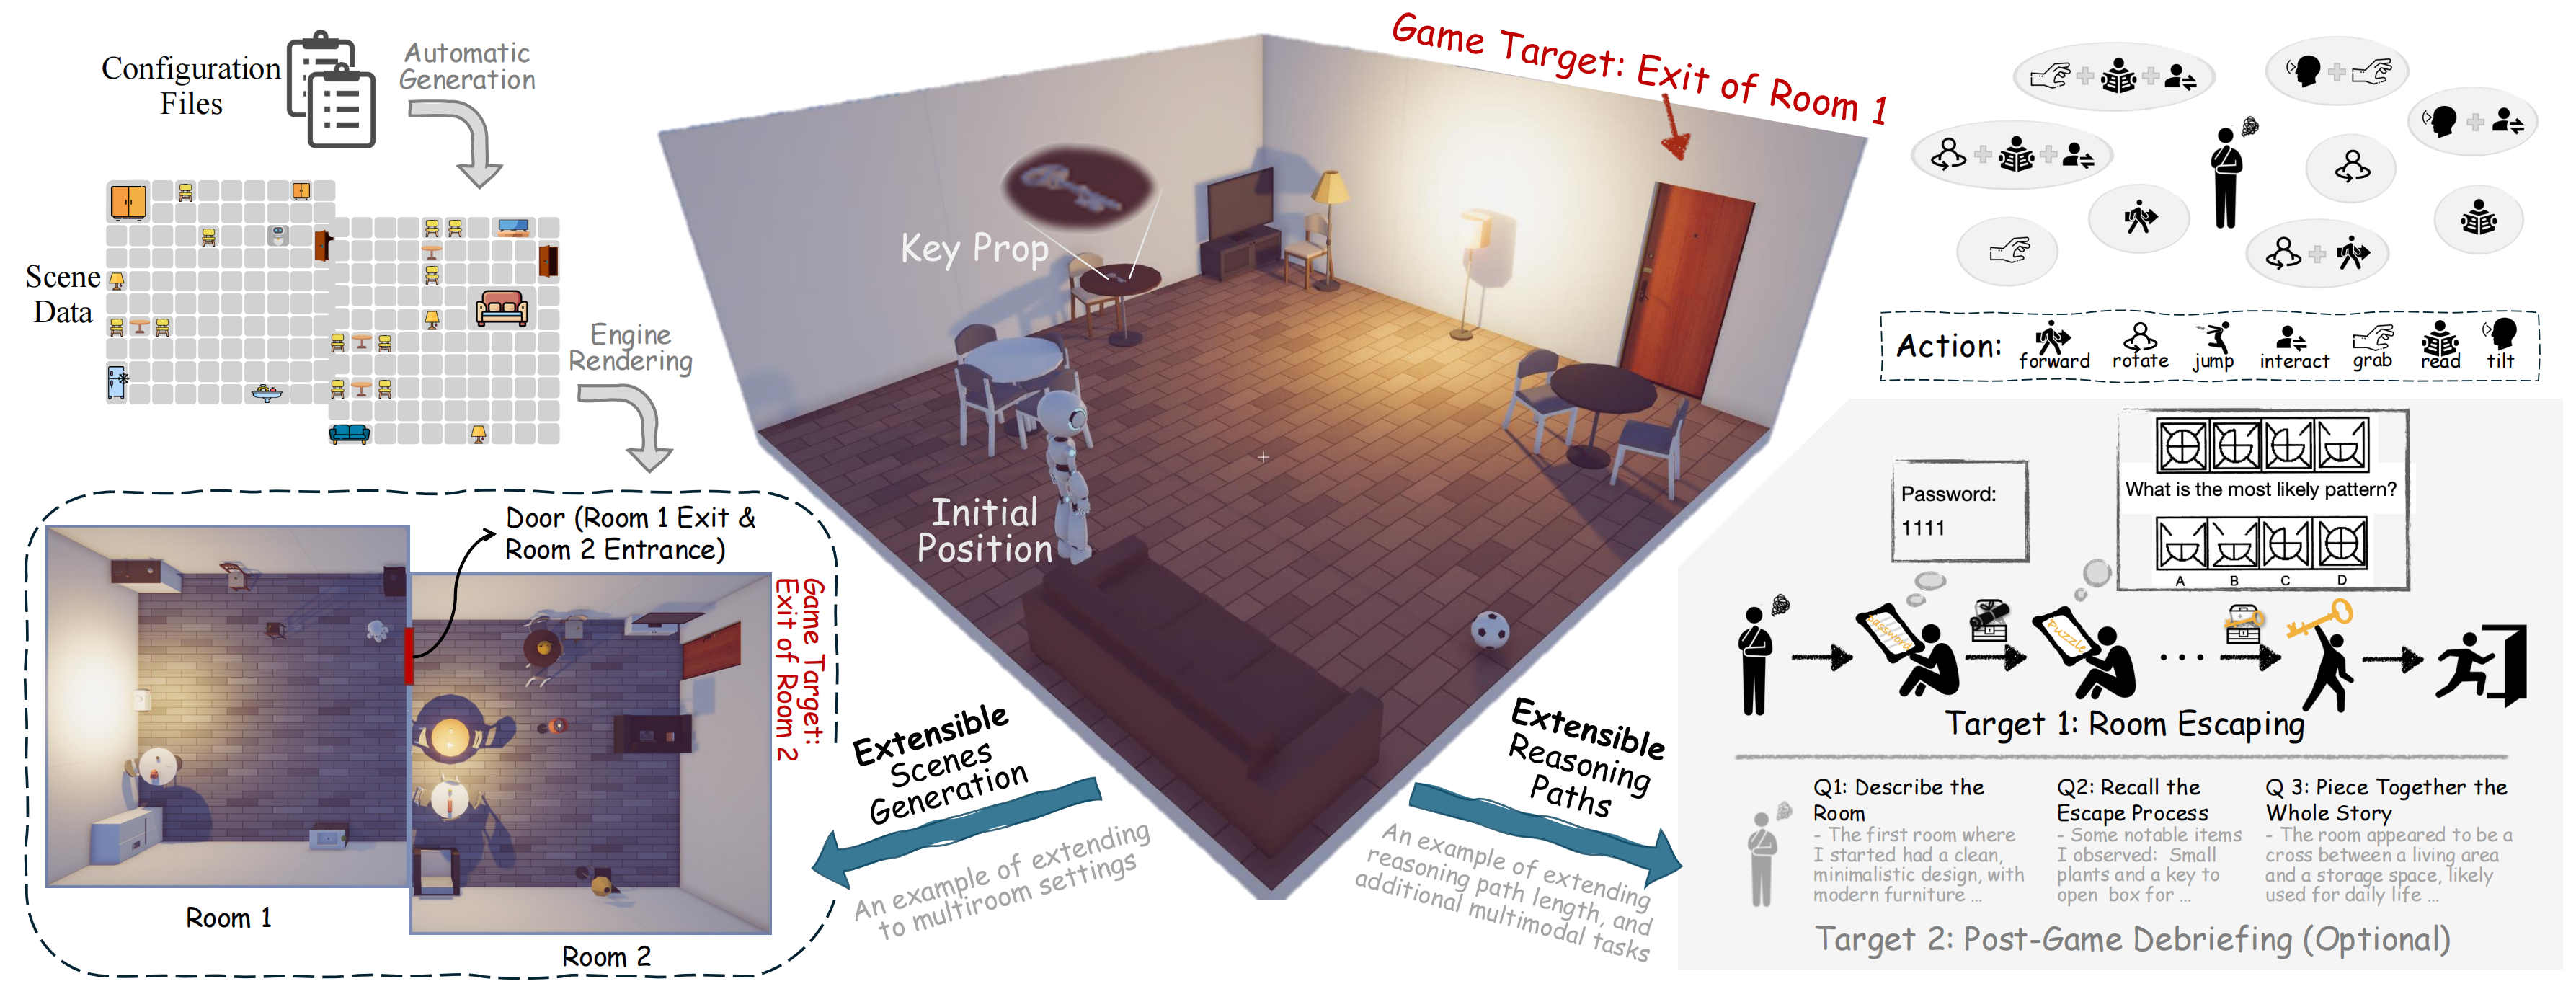 Configuration
Files
Automatic
Generation
Scene
Data
Engine
Rendering
Door (Room 1 Exit &
Room 2 Entrance)
Game Target:
Exit of Room 2
Room 1
Room 2
Game Target: Exit of Room 1
Key Prop
Initial
Position
Extensible
Scenes
Generation
An example of extending
to multiroom settings
Extensible
Reasoning
Paths
An example of extending
reasoning path length, and
additional multimodal tasks
Action:
forward
rotate
jump
interact
grab
read
tilt
Password:
1111
What is the most likely pattern?
A
B
C
D
Password
Puzzle
Target 1: Room Escaping
Q1: Describe the
Room
- The first room where
I started had a clean,
minimalistic design, with
modern furniture ...
Q2: Recall the
Escape Process
- Some notable items
I observed: Small
plants and a key to
open box for ...
Q 3: Piece Together the
Whole Story
- The room appeared to be a
cross between a living area
and a storage space, likely
used for daily life ...
Target 2: Post-Game Debriefing (Optional)